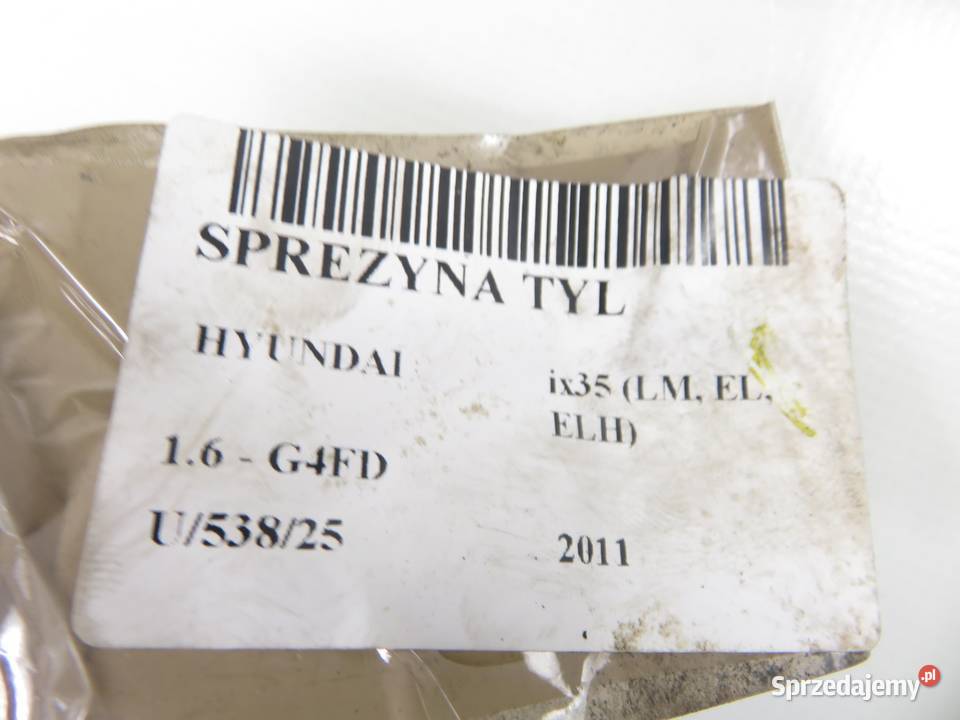 SPREZYNA TYL
HYUNDAI
ix35 (LM, EL,
ELH)
1.6 - G4FD
U/538/25
2011
Sprzedajemy.pl